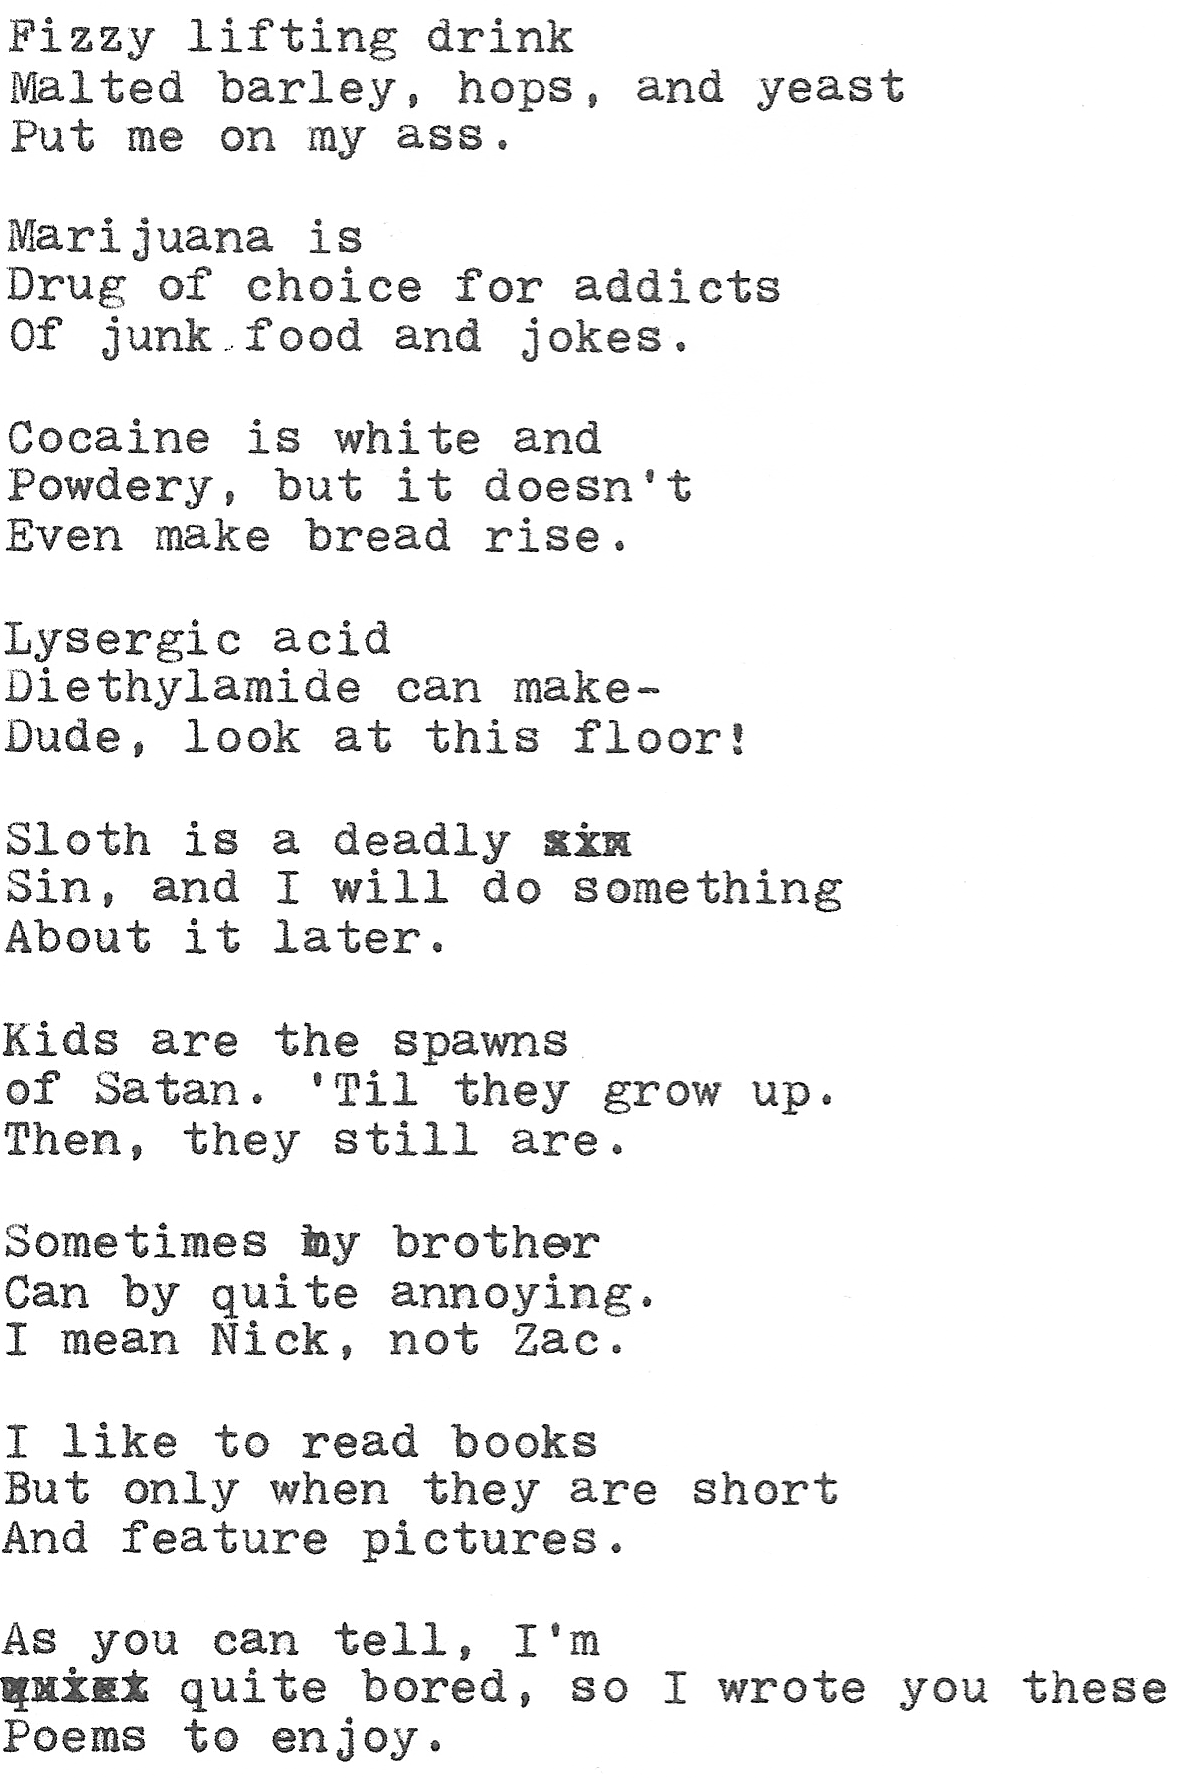 Fizzy lifting drink
Malted barley, hops, and yeast
Put me on my ass.
Marijuana is
Drug of choice for addicts
Of junk food and jokes.
Cocaine is white and
Powdery, but it doesn't
Even make bread rise.
Lysergic acid
Diethylamide can make-
Dude, look at this floor!
Sloth is a deadly
Sin, and I will do something
About it later.
Kids are the spawns
of Satan. 'Til they grow up.
Then, they still are.
Sometimes my brother
Can by quite annoying.
I mean Nick, not Zac.
I like to read books
But only when they are short
And feature pictures.
As you can tell, I'm
quite bored, so I wrote you these
Poems to enjoy.